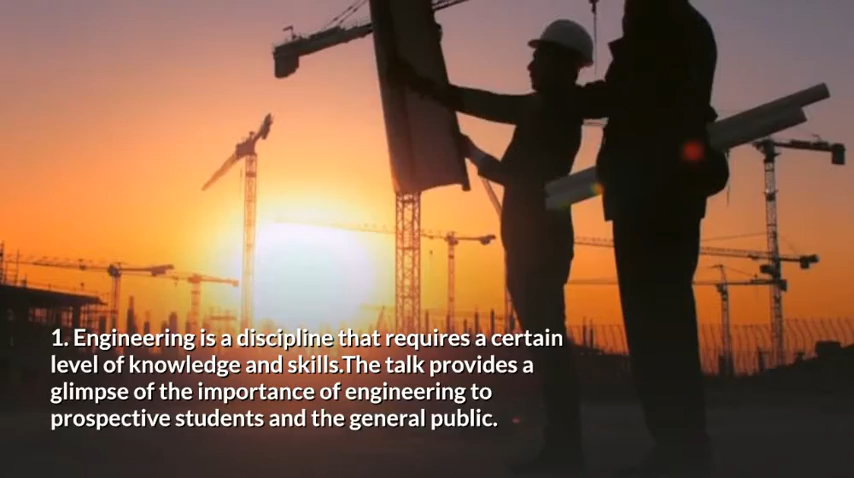 1. Engineering is a discipline that requires a certain
level of knowledge and skills.The talk provides a
glimpse of the importance of engineering to
prospective students and the general public.